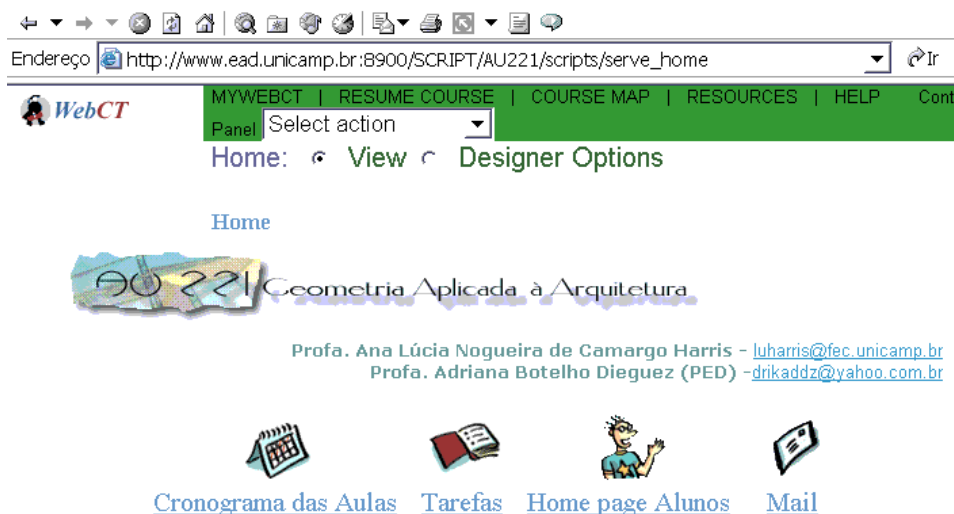 Endereço http://www.ead.unicamp.br:8900/SCRIPT/AU221/scripts/serve_home Ir
WebCT MYWEBCT | RESUME COURSE | COURSE MAP | RESOURCES | HELP Cont
Panel Select action
Home: View Designer Options
Home
AU 221 Geometria Aplicada à Arquitetura
Profa. Ana Lúcia Nogueira de Camargo Harris - luharris@fec.unicamp.br
Profa. Adriana Botelho Dieguez (PED) -drikaddz@yahoo.com.br
Cronograma das Aulas Tarefas Home page Alunos Mail